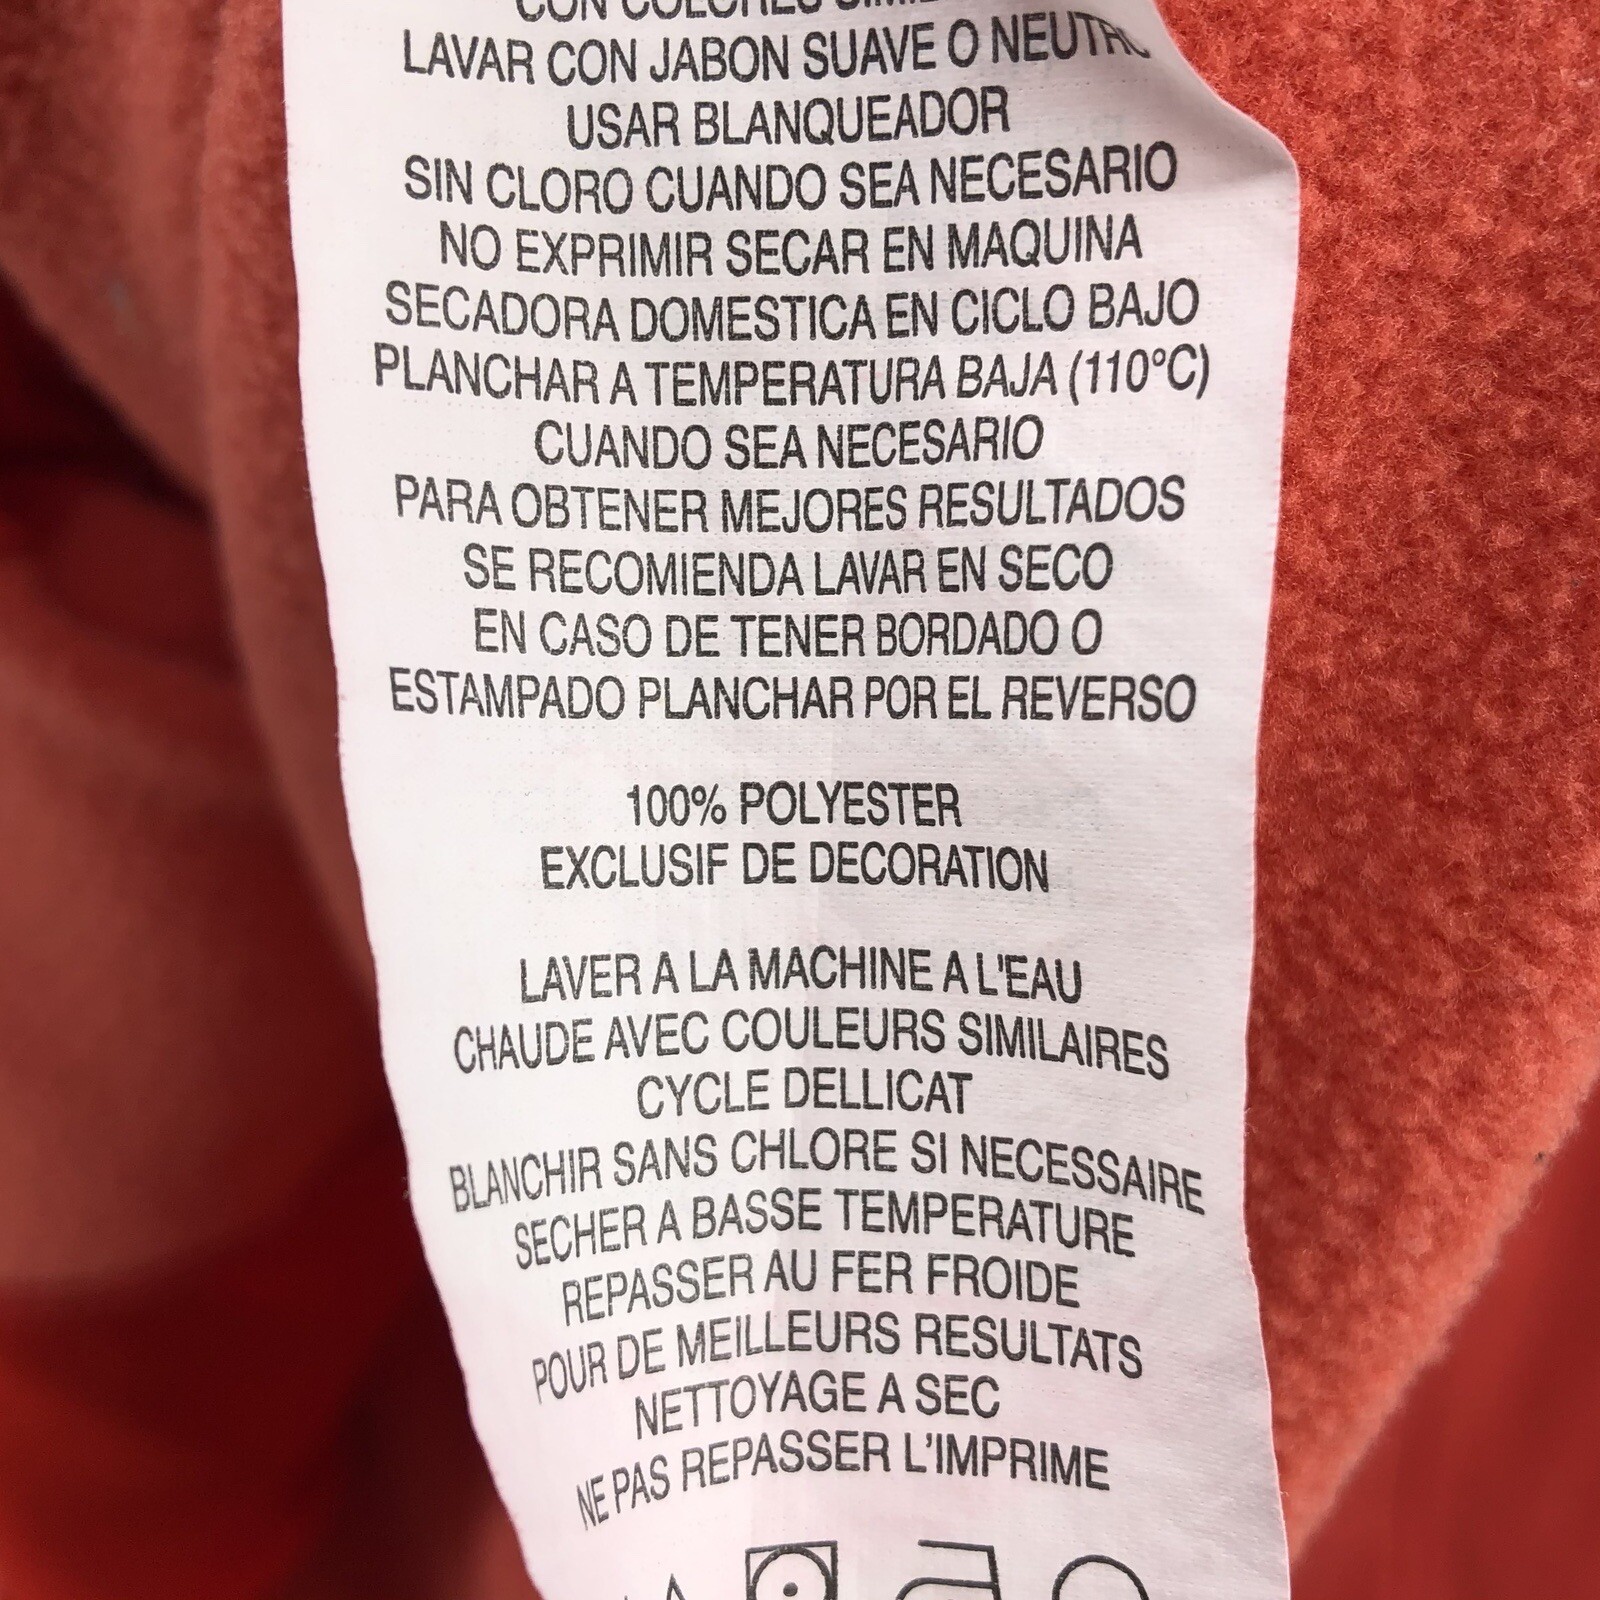 CON COLORES
LAVAR CON JABON SUAVE O NEUTRO
USAR BLANQUEADOR
SIN CLORO CUANDO SEA NECESARIO
NO EXPRIMIR SECAR EN MAQUINA
SECADORA DOMESTICA EN CICLO BAJO
PLANCHAR A TEMPERATURA BAJA (110°C)
CUANDO SEA NECESARIO
PARA OBTENER MEJORES RESULTADOS
SE RECOMIENDA LAVAR EN SECO
EN CASO DE TENER BORDADO O
ESTAMPADO PLANCHAR POR EL REVERSO
100% POLYESTER
EXCLUSIF DE DECORATION
LAVER A LA MACHINE A L'EAU
CHAUDE AVEC COULEURS SIMILAIRES
CYCLE DELLICAT
BLANCHIR SANS CHLORE SI NECESSAIRE
SECHER A BASSE TEMPERATURE
REPASSER AU FER FROIDE
POUR DE MEILLEURS RESULTATS
NETTOYAGE A SEC
NE PAS REPASSER L'IMPRIME